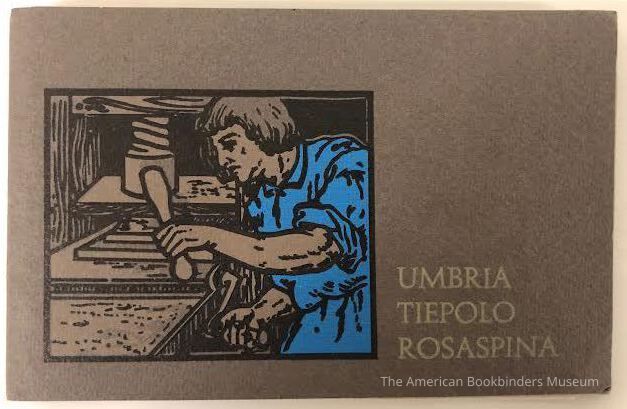 UMBRIA
TIEPOLO
ROSASPINA
The American Bookbinders Museum